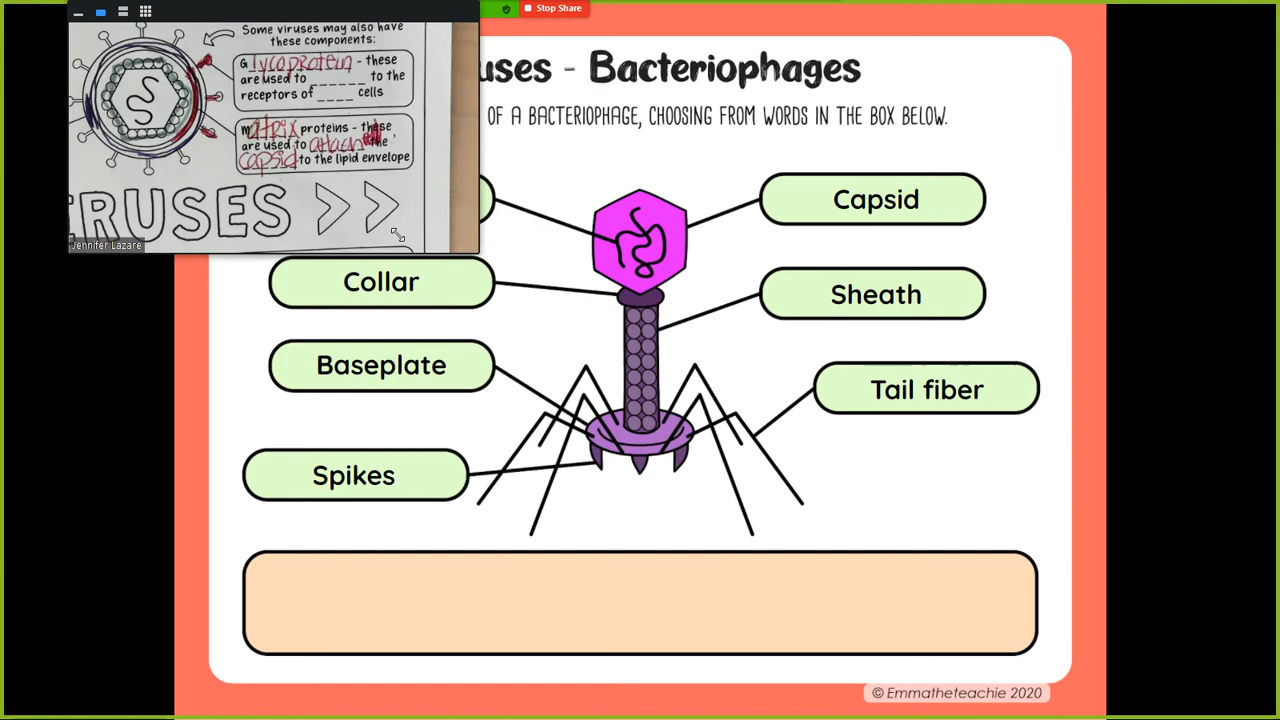 Stop Share
Some viruses may also have
these components:
Glycoprotein - these
are used to ______ to the
receptors of ____ cells
Matrix proteins - these
are used to attach the
capsid to the lipid envelope
RUSES
Jennifer Lazare
uses - Bacteriophages
OF A BACTERIOPHAGE, CHOOSING FROM WORDS IN THE BOX BELOW.
Capsid
Collar
Sheath
Baseplate
Tail fiber
Spikes
© Emmatheteachie 2020